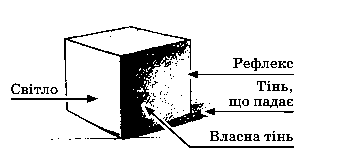 Рефлекс
Тінь,
що падає
Світло
Власна тінь